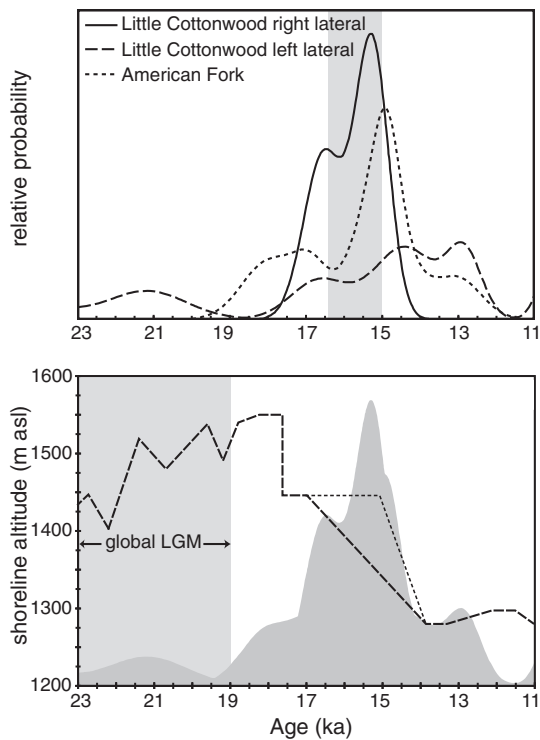 Little Cottonwood right lateral
Little Cottonwood left lateral
American Fork
relative probability
23 21 19 17 15 13 11
1600
1500
1400
1300
1200
shoreline altitude (m asl)
global LGM
23 21 19 17 15 13 11
Age (ka)